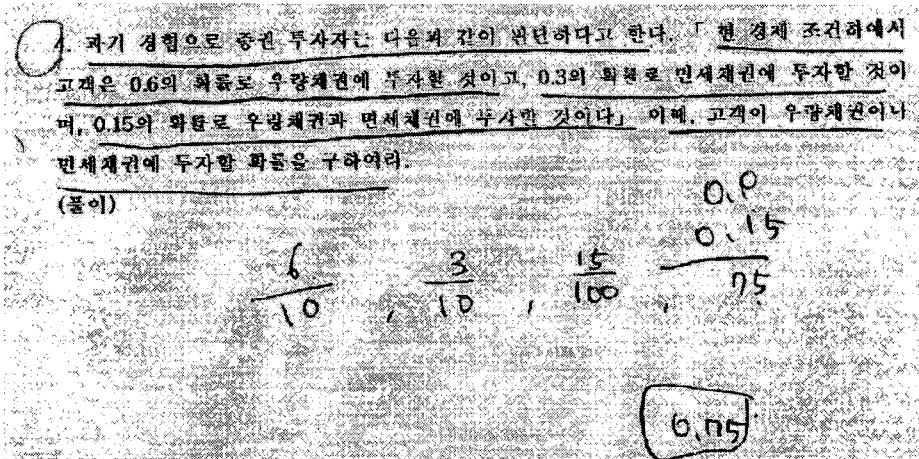 1. 과거 경험으로 증권 투자자는 다음과 같이 판단하다고 한다. 「현 경제 조건하에서
고객은 0.6의 확률로 우량채권에 투자할 것이고, 0.3의 확률로 면세채권에 투자할 것이
며, 0.15의 확률로 우량채권과 면세채권에 투자할 것이다」 이때, 고객이 우량채권이나
면세채권에 투자할 확률을 구하여라.
(풀이)
0.9
0.15
6/10 , 3/10 , 15/100 , 75
0.75